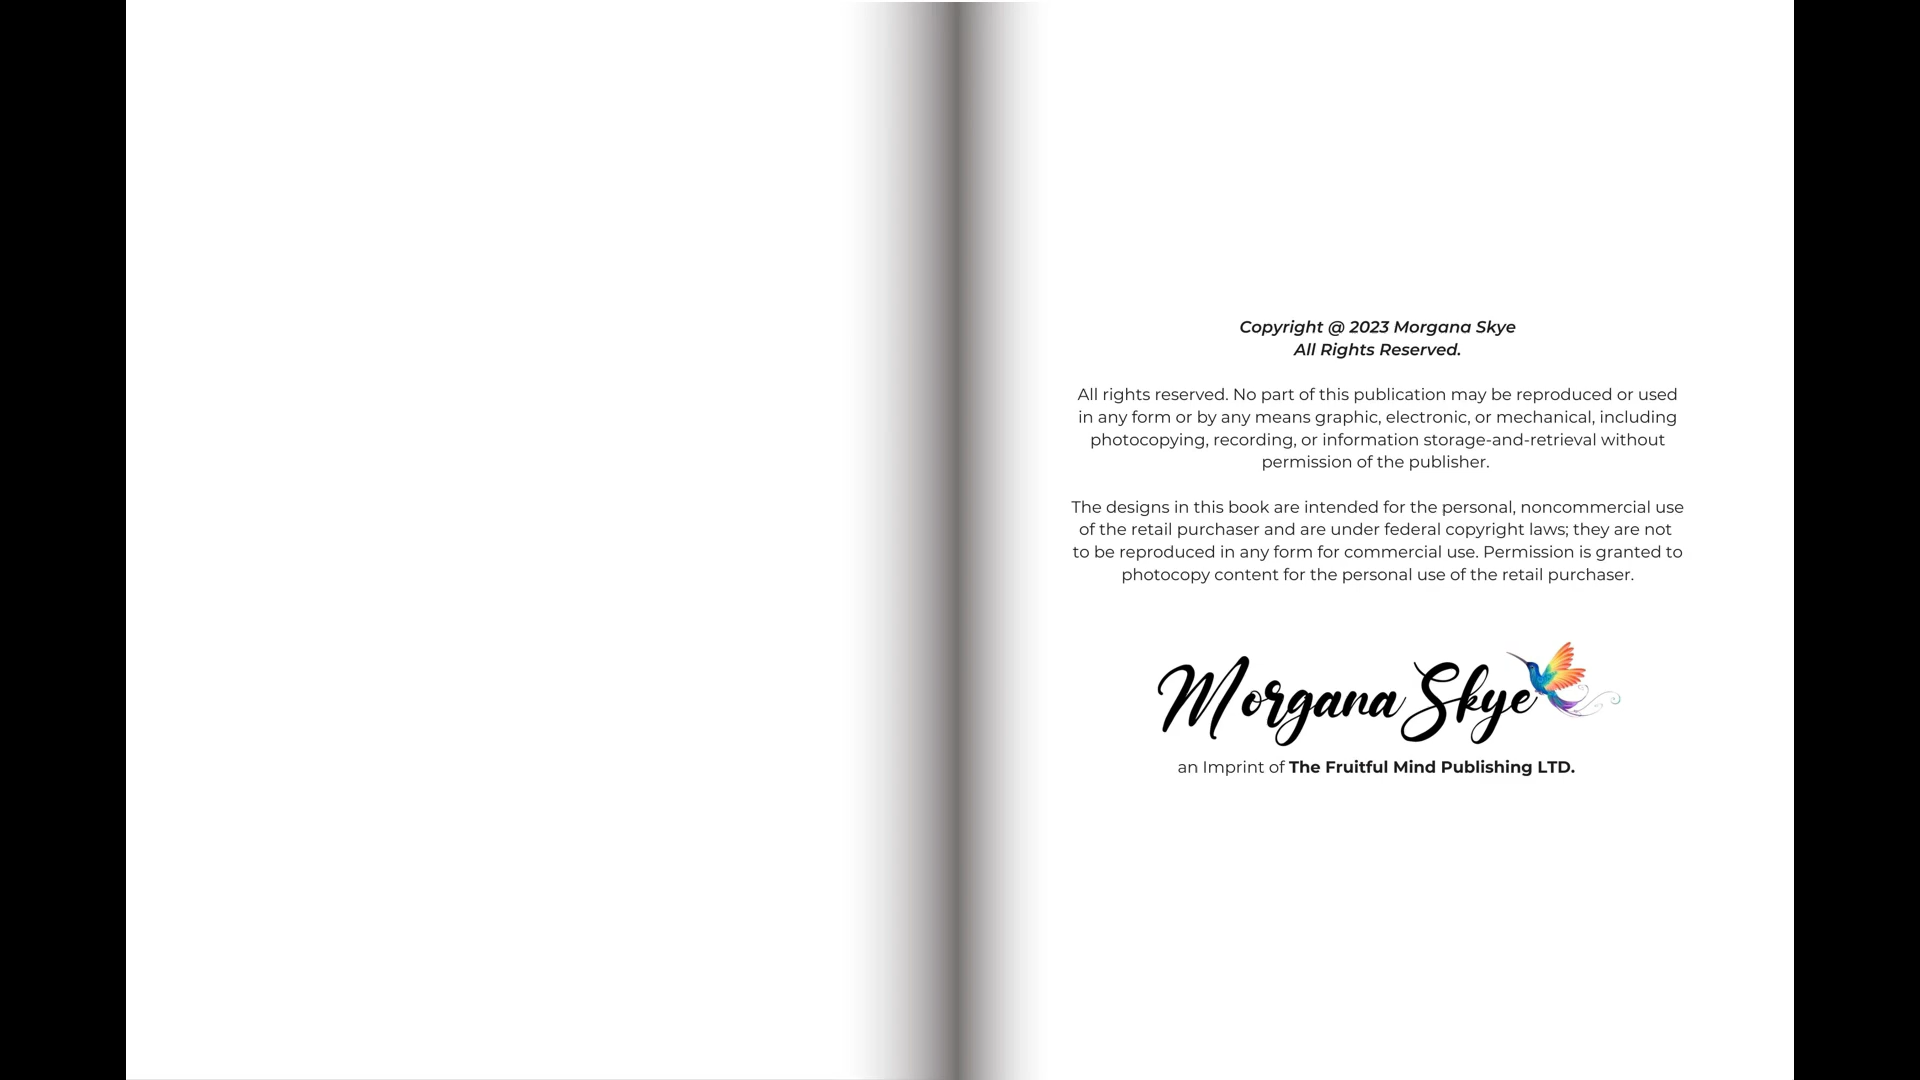 Copyright @ 2023 Morgana Skye
All Rights Reserved.
All rights reserved. No part of this publication may be reproduced or used
in any form or by any means graphic, electronic, or mechanical, including
photocopying, recording, or information storage-and-retrieval without
permission of the publisher.
The designs in this book are intended for the personal, noncommercial use
of the retail purchaser and are under federal copyright laws; they are not
to be reproduced in any form for commercial use. Permission is granted to
photocopy content for the personal use of the retail purchaser.
Morgana Skye
an Imprint of The Fruitful Mind Publishing LTD.